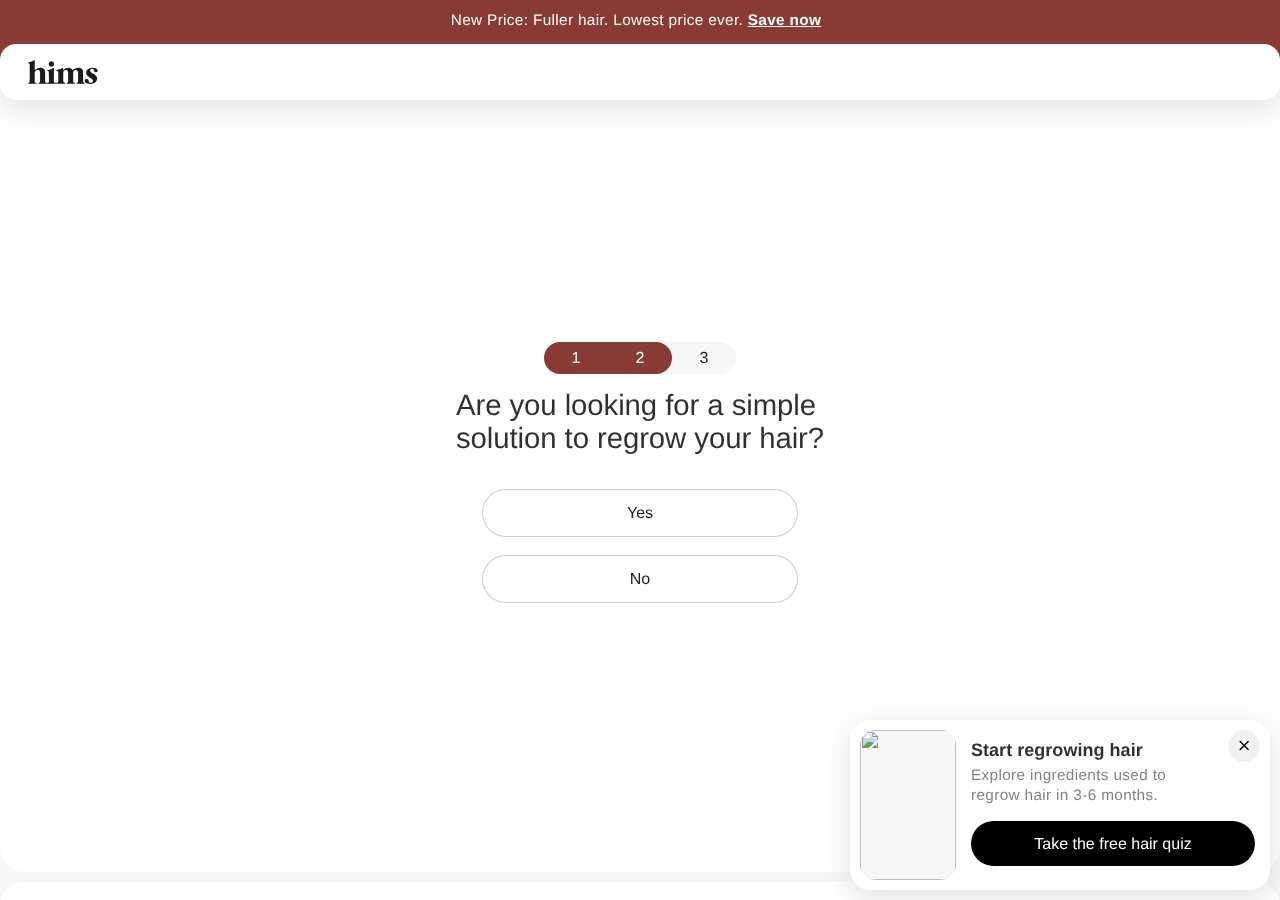 New Price: Fuller hair. Lowest price ever. Save now
hims
1 2 3
Are you looking for a simple
solution to regrow your hair?
Yes
No
Start regrowing hair
Explore ingredients used to
regrow hair in 3-6 months.
Take the free hair quiz